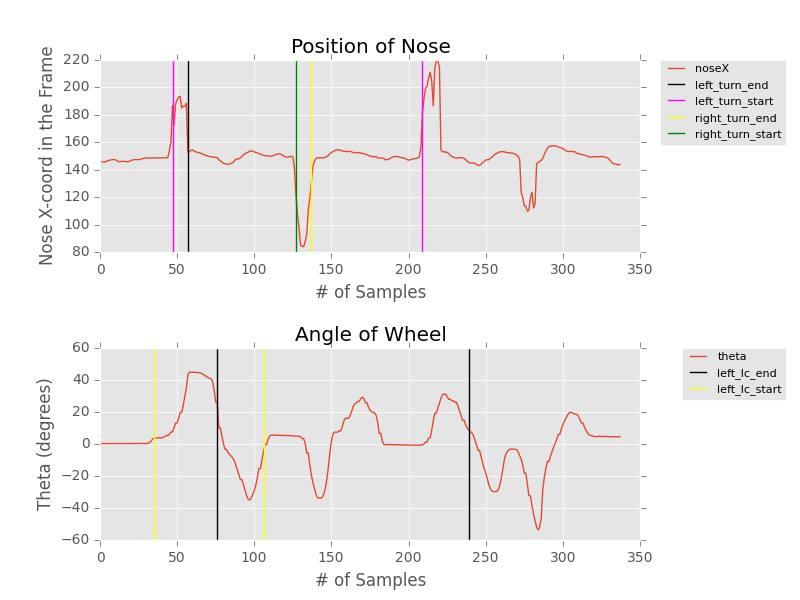 Position of Nose
Nose X-coord in the Frame
220
200
180
160
140
120
100
80
0 50 100 150 200 250 300 350
# of Samples
noseX
left_turn_end
left_turn_start
right_turn_end
right_turn_start
Angle of Wheel
Theta (degrees)
60
40
20
0
−20
−40
−60
0 50 100 150 200 250 300 350
# of Samples
theta
left_lc_end
left_lc_start